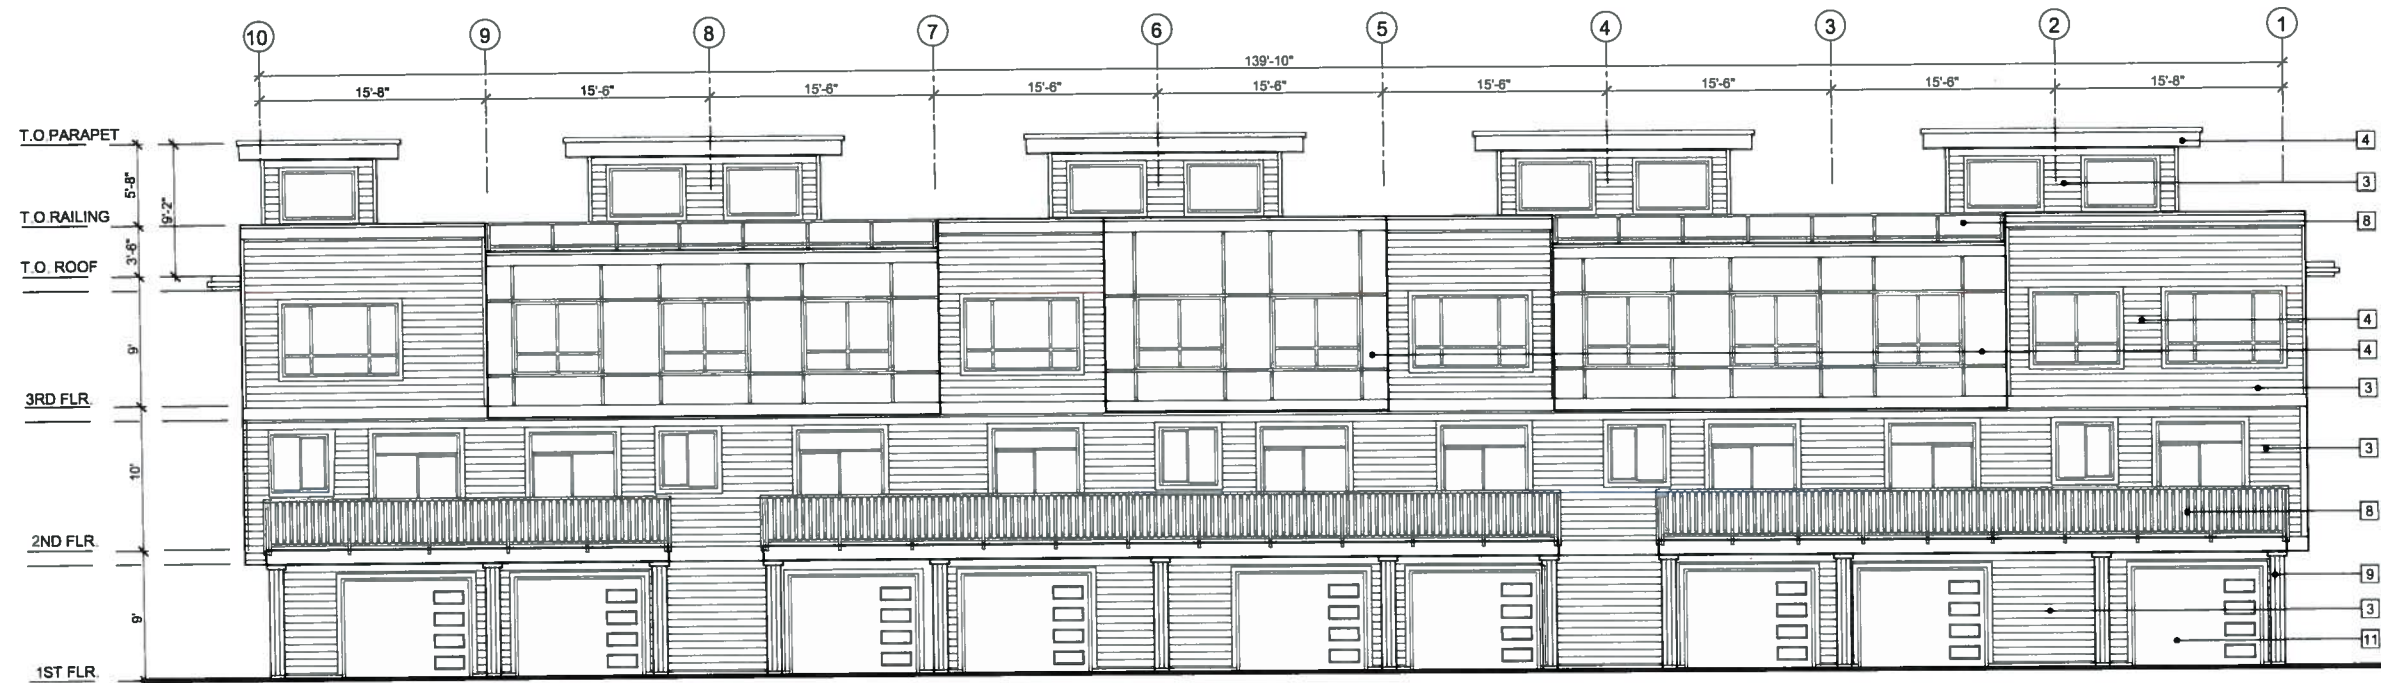 10 9 8 7 6 5 4 3 2 1
139'-10"
15'-8" 15'-6" 15'-6" 15'-6" 15'-6" 15'-6" 15'-6" 15'-6" 15'-8"
T.O.PARAPET
4
5'-8"
9'-2"
3
T.O.RAILING
8
3'-6"
T.O. ROOF
4
9'
4
3
3RD FLR.
3
10'
8
2ND FLR.
9
9'
3
11
1ST FLR.